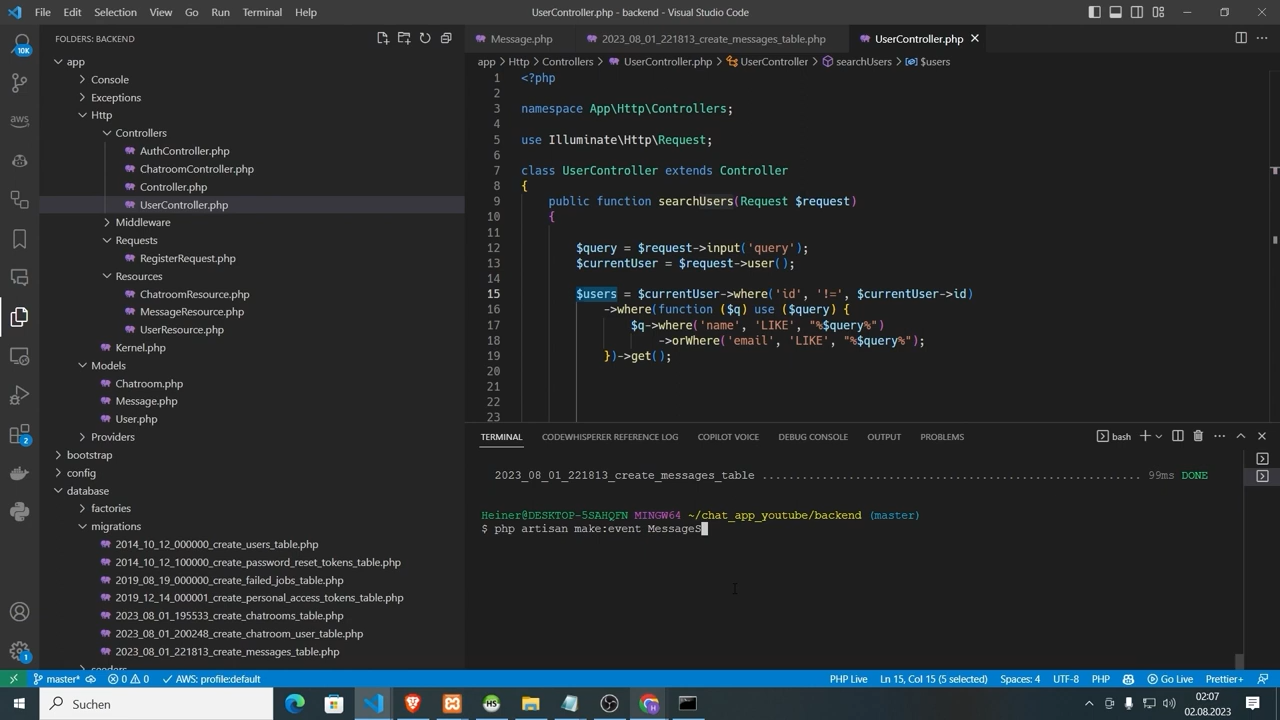 File Edit Selection View Go Run Terminal Help
UserController.php - backend - Visual Studio Code
FOLDERS: BACKEND
Message.php
2023_08_01_221813_create_messages_table.php
UserController.php
app > Http > Controllers > UserController.php > UserController > searchUsers > $users
10K
aws
2
1
app
Console
Exceptions
Http
Controllers
AuthController.php
ChatroomController.php
Controller.php
UserController.php
Middleware
Requests
RegisterRequest.php
Resources
ChatroomResource.php
MessageResource.php
UserResource.php
Kernel.php
Models
Chatroom.php
Message.php
User.php
Providers
bootstrap
config
database
factories
migrations
2014_10_12_000000_create_users_table.php
2014_10_12_100000_create_password_reset_tokens_table.php
2019_08_19_000000_create_failed_jobs_table.php
2019_12_14_000001_create_personal_access_tokens_table.php
2023_08_01_195533_create_chatrooms_table.php
2023_08_01_200248_create_chatroom_user_table.php
2023_08_01_221813_create_messages_table.php
seeders
1 <?php
2
3 namespace App\Http\Controllers;
4
5 use Illuminate\Http\Request;
6
7 class UserController extends Controller
8 {
9 public function searchUsers(Request $request)
10 {
11
12 $query = $request->input('query');
13 $currentUser = $request->user();
14
15 $users = $currentUser->where('id', '!=', $currentUser->id)
16 ->where(function ($q) use ($query) {
17 $q->where('name', 'LIKE', "%$query%")
18 ->orWhere('email', 'LIKE', "%$query%");
19 })->get();
20
21
22
23
TERMINAL CODEWHISPERER REFERENCE LOG COPILOT VOICE DEBUG CONSOLE OUTPUT PROBLEMS bash
2023_08_01_221813_create_messages_table ........................................................ 99ms DONE
Heiner@DESKTOP-5SAHQFN MINGW64 ~/chat_app_youtube/backend (master)
$ php artisan make:event MessageS
master* 0 0 AWS: profile:default Ln 15, Col 15 (5 selected) Spaces: 4 UTF-8 PHP Go Live Prettier+
PHP Live
Suchen
HS
02:07
02.08.2023